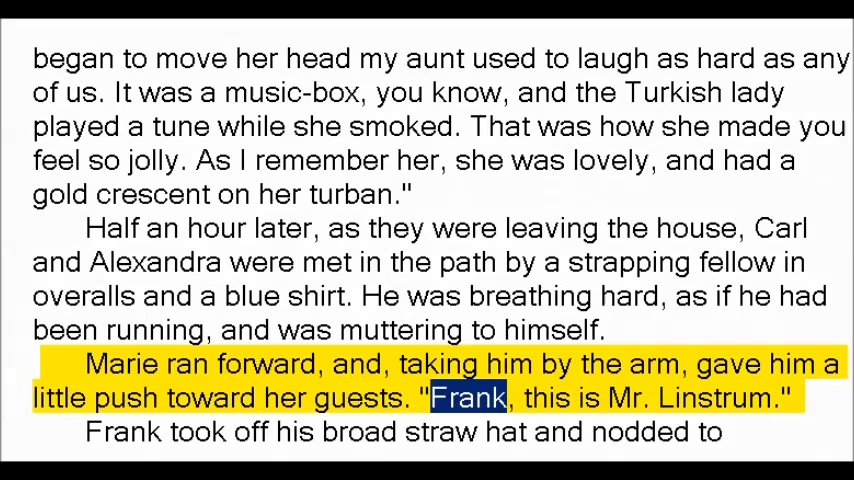 began to move her head my aunt used to laugh as hard as any
of us. It was a music-box, you know, and the Turkish lady
played a tune while she smoked. That was how she made you
feel so jolly. As I remember her, she was lovely, and had a
gold crescent on her turban."
Half an hour later, as they were leaving the house, Carl
and Alexandra were met in the path by a strapping fellow in
overalls and a blue shirt. He was breathing hard, as if he had
been running, and was muttering to himself.
Marie ran forward, and, taking him by the arm, gave him a
little push toward her guests. "Frank, this is Mr. Linstrum."
Frank took off his broad straw hat and nodded to